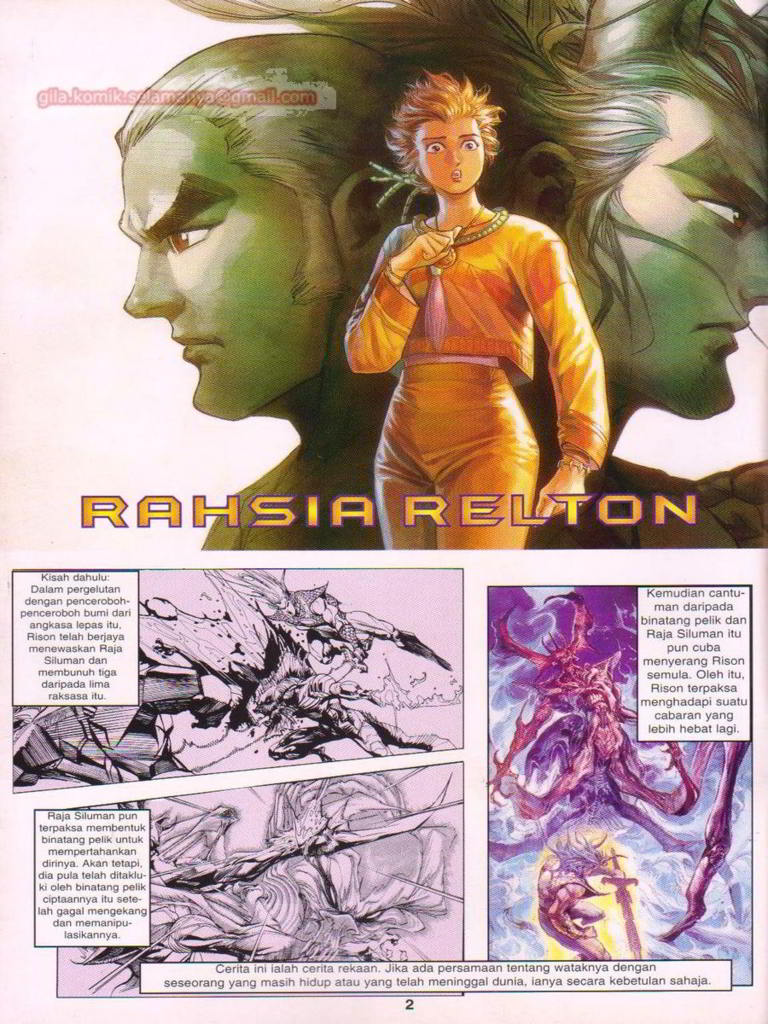 gila.komik.selamanya@gmail.com
RAHSIA RELTON
Kisah dahulu:
Dalam pergelutan
dengan penceroboh-
penceroboh bumi dari
angkasa lepas itu,
Rison telah berjaya
menewaskan Raja
Siluman dan
membunuh tiga
daripada lima
raksasa itu.
Kemudian cantu-
man daripada
binatang pelik dan
Raja Siluman itu
pun cuba
menyerang Rison
semula. Oleh itu,
Rison terpaksa
menghadapi suatu
cabaran yang
lebih hebat lagi.
Raja Siluman pun
terpaksa membentuk
binatang pelik untuk
mempertahankan
dirinya. Akan tetapi,
dia pula telah ditaklu-
ki oleh binatang pelik
ciptaannya itu sete-
lah gagal mengekang
dan memanipu-
lasikannya.
Cerita ini ialah cerita rekaan. Jika ada persamaan tentang wataknya dengan
seseorang yang masih hidup atau yang telah meninggal dunia, ianya secara kebetulan sahaja.
2